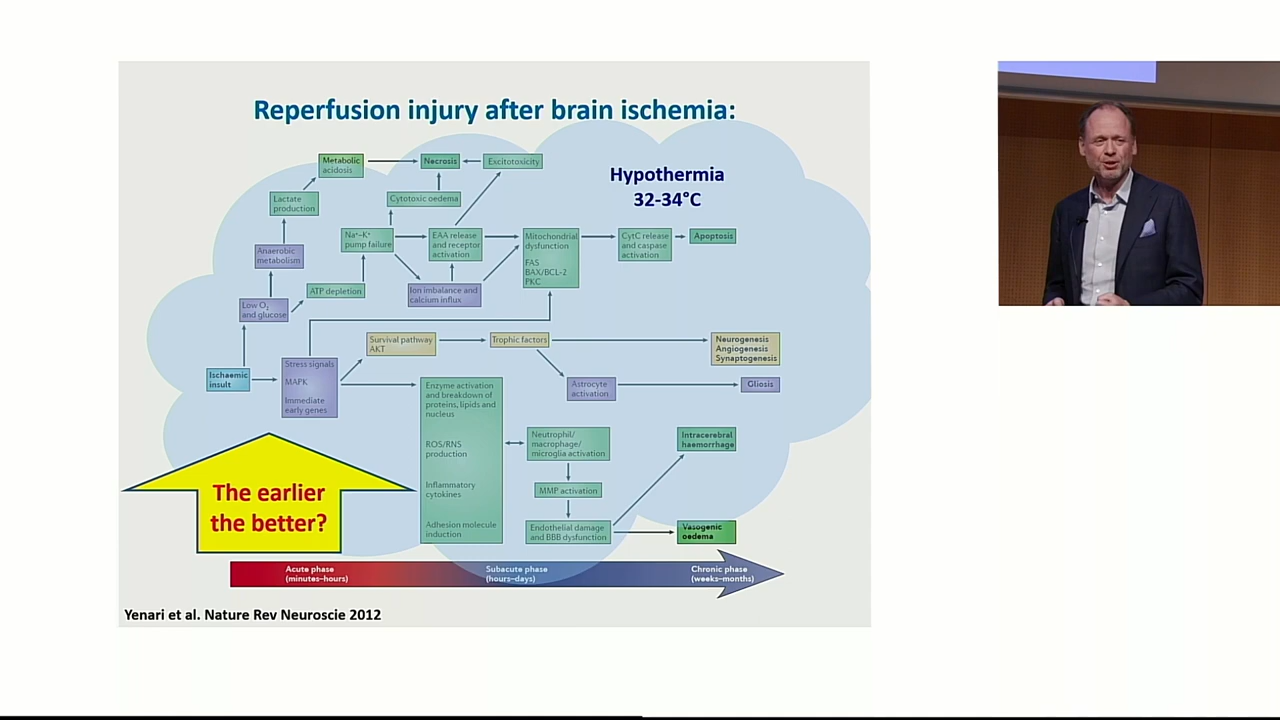 Reperfusion injury after brain ischemia:
Hypothermia
32-34°C
Metabolic
acidosis
Necrosis
Excitotoxicity
Lactate
production
Cytotoxic oedema
Na⁺–K⁺
pump failure
EAA release
and receptor
activation
Mitochondrial
dysfunction
FAS
BAX/BCL-2
PKC
CytC release
and caspase
activation
Apoptosis
Anaerobic
metabolism
ATP depletion
Ion imbalance and
calcium influx
Low O₂
and glucose
Survival pathway
AKT
Trophic factors
Neurogenesis
Angiogenesis
Synaptogenesis
Ischaemic
insult
Stress signals
MAPK
Immediate
early genes
Astrocyte
activation
Gliosis
Enzyme activation
and breakdown of
proteins, lipids and
nucleus
ROS/RNS
production
Inflammatory
cytokines
Adhesion molecule
induction
Neutrophil/
macrophage/
microglia activation
MMP activation
Endothelial damage
and BBB dysfunction
Intracerebral
haemorrhage
Vasogenic
oedema
The earlier
the better?
Acute phase
(minutes–hours)
Subacute phase
(hours–days)
Chronic phase
(weeks–months)
Yenari et al. Nature Rev Neuroscie 2012